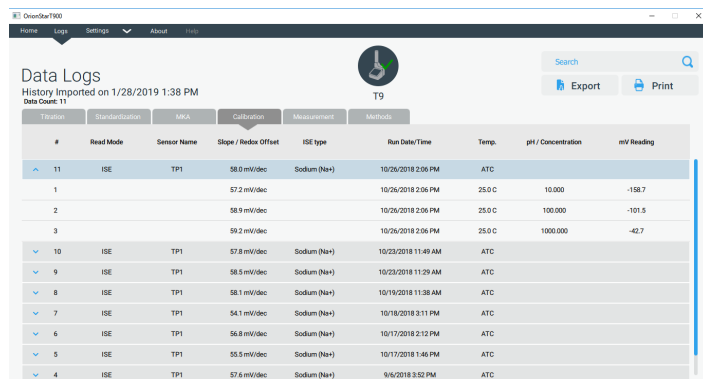 OrionStarT900
Home Logs Settings About Help
Data Logs
History Imported on 1/28/2019 1:38 PM
Data Count: 11
T9
Search
Export Print
Titration Standardization MKA Calibration Measurement Methods
# Read Mode Sensor Name Slope / Redox Offset ISE type Run Date/Time Temp. pH / Concentration mV Reading
11 ISE TP1 58.0 mV/dec Sodium (Na+) 10/26/2018 2:06 PM ATC
1 57.2 mV/dec 10/26/2018 2:06 PM 25.0 C 10.000 -158.7
2 58.9 mV/dec 10/26/2018 2:06 PM 25.0 C 100.000 -101.5
3 59.2 mV/dec 10/26/2018 2:06 PM 25.0 C 1000.000 -42.7
10 ISE TP1 57.8 mV/dec Sodium (Na+) 10/23/2018 11:49 AM ATC
9 ISE TP1 58.5 mV/dec Sodium (Na+) 10/23/2018 11:29 AM ATC
8 ISE TP1 58.1 mV/dec Sodium (Na+) 10/19/2018 11:38 AM ATC
7 ISE TP1 54.1 mV/dec Sodium (Na+) 10/18/2018 3:11 PM ATC
6 ISE TP1 56.8 mV/dec Sodium (Na+) 10/17/2018 2:12 PM ATC
5 ISE TP1 55.5 mV/dec Sodium (Na+) 10/17/2018 1:46 PM ATC
4 ISE TP1 57.6 mV/dec Sodium (Na+) 9/6/2018 3:52 PM ATC